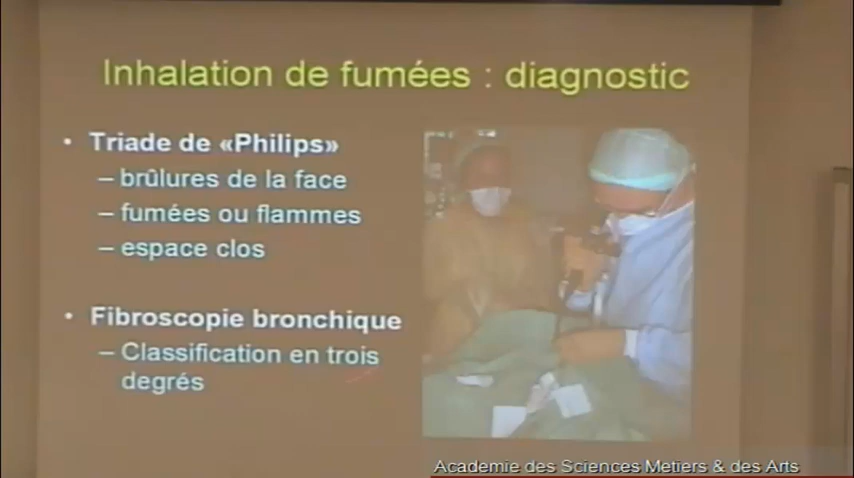 Inhalation de fumées : diagnostic
• Triade de «Philips»
– brûlures de la face
– fumées ou flammes
– espace clos
• Fibroscopie bronchique
– Classification en trois
degrés
Academie des Sciences Metiers & des Arts